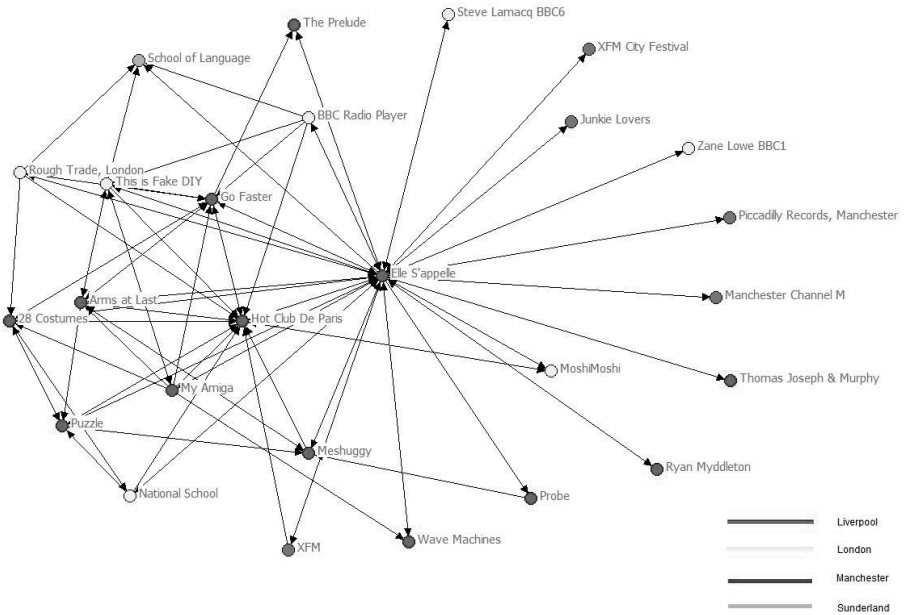 Steve Lamacq BBC6
The Prelude
XFM City Festival
School of Language
BBC Radio Player
Junkie Lovers
Zane Lowe BBC1
Rough Trade, London
This is Fake DIY
Go Faster
Piccadilly Records, Manchester
Elle S'appelle
Arms at Last
Manchester Channel M
28 Costumes
Hot Club De Paris
MoshiMoshi
Thomas Joseph & Murphy
My Amiga
Puzzle
Meshuggy
Ryan Myddleton
National School
Probe
Wave Machines
XFM
Liverpool
London
Manchester
Sunderland